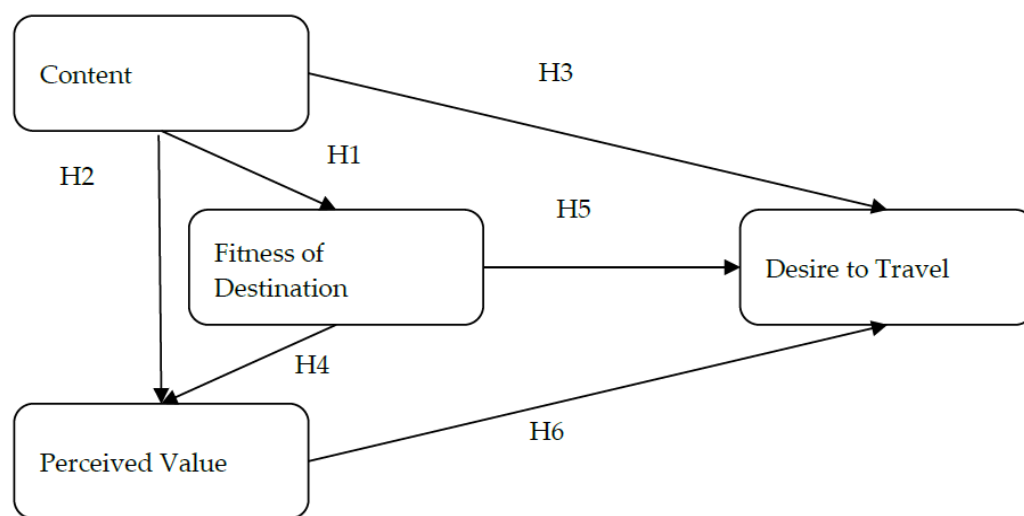 Content
H3
H1
H2
H5
Fitness of
Destination
Desire to Travel
H4
H6
Perceived Value